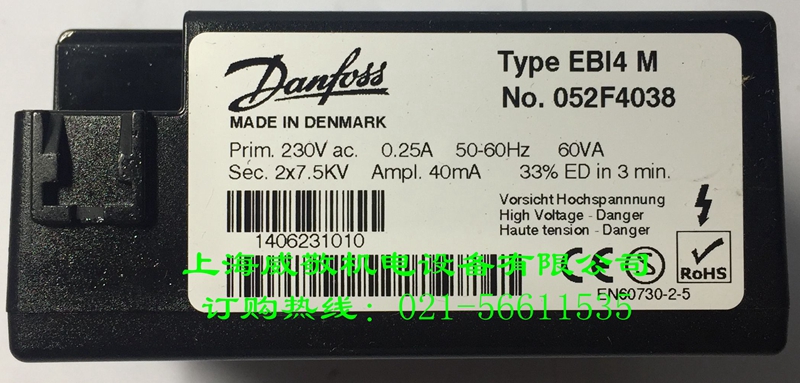 Danfoss
MADE IN DENMARK
Type EBI4 M
No. 052F4038
Prim. 230V ac. 0.25A 50-60Hz 60VA
Sec. 2x7.5KV Ampl. 40mA 33% ED in 3 min.
Vorsicht Hochspannnung
High Voltage - Danger
Haute tension - Danger
1406231010
CE
RoHS
EN60730-2-5
上海威敬机电设备有限公司
订购热线：021-56611535